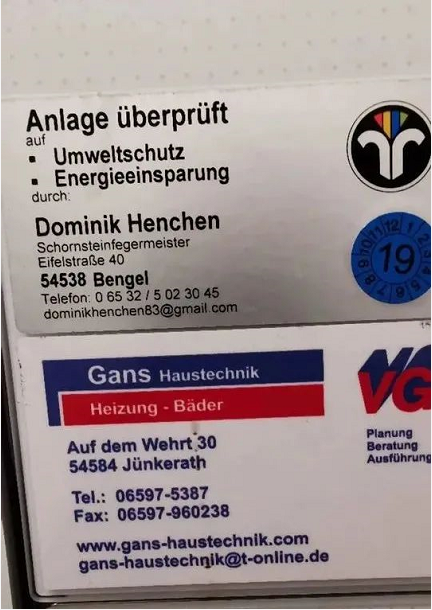 Anlage überprüft
auf
▪ Umweltschutz
▪ Energieeinsparung
durch:
Dominik Henchen
Schornsteinfegermeister
Eifelstraße 40
54538 Bengel
Telefon: 0 65 32 / 5 02 30 45
dominikhenchen83@gmail.com
19
Gans Haustechnik
Heizung - Bäder
Auf dem Wehrt 30
54584 Jünkerath
Tel.: 06597-5387
Fax: 06597-960238
www.gans-haustechnik.com
gans-haustechnik@t-online.de
VG
Planung
Beratung
Ausführung